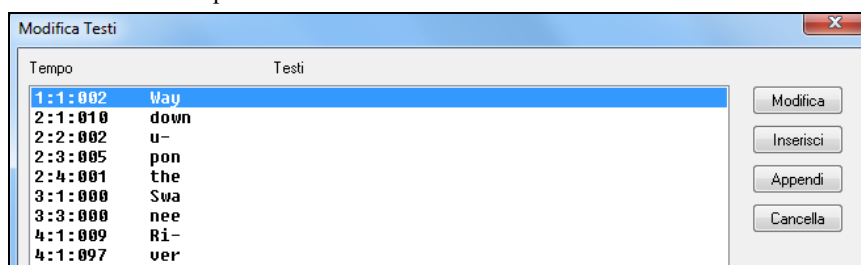 Modifica Testi
X
Tempo Testi
1:1:002 Way
2:1:010 down
2:2:002 u-
2:3:005 pon
2:4:001 the
3:1:000 Swa
3:3:000 nee
4:1:009 Ri-
4:1:097 ver
Modifica
Inserisci
Appendi
Cancella